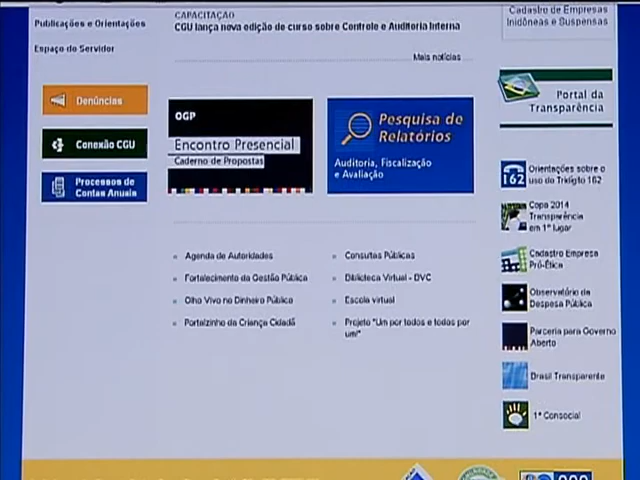 Publicações e Orientações
Espaço do Servidor
Denúncias
Conexão CGU
Processos de
Contas Anuais
CAPACITAÇÃO
CGU lança nova edição de curso sobre Controle e Auditoria Interna
Mais notícias
OGP
Encontro Presencial
Caderno de Propostas
Pesquisa de
Relatórios
Auditoria, Fiscalização
e Avaliação
Agenda de Autoridades
Fortalecimento da Gestão Pública
Olho Vivo no Dinheiro Público
Portalzinho da Criança Cidadã
Consultas Públicas
Biblioteca Virtual - BVC
Escola virtual
Projeto "Um por todos e todos por
um!"
Cadastro de Empresas
Inidôneas e Suspensas
Portal da
Transparência
162
Orientações sobre o
uso do Tridígito 162
Copa 2014
Transparência
em 1º lugar
Cadastro Empresa
Pró-Ética
Observatório da
Despesa Pública
Parceria para Governo
Aberto
Brasil Transparente
1ª Consocial